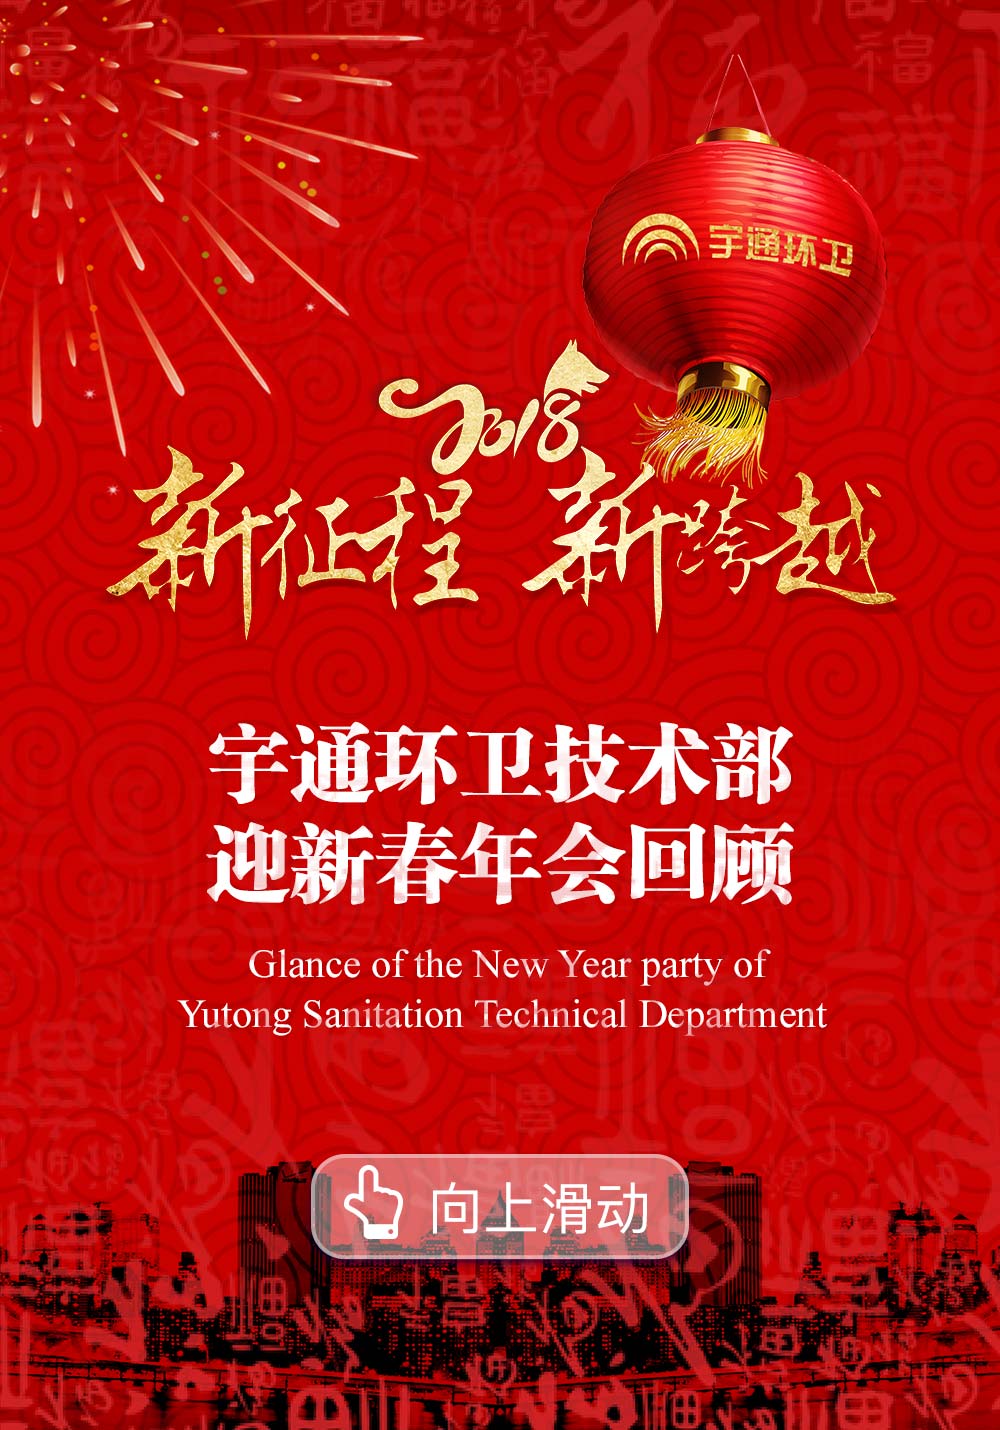 宇通环卫
2018
新征程 新跨越
宇通环卫技术部
迎新春年会回顾
Glance of the New Year party of
Yutong Sanitation Technical Department
向上滑动